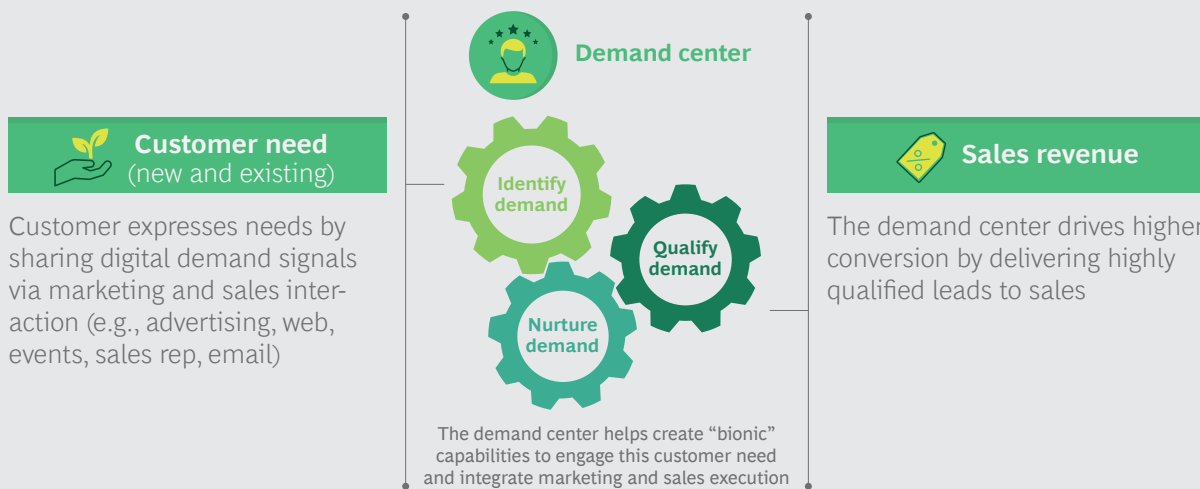 Customer need
(new and existing)
Customer expresses needs by
sharing digital demand signals
via marketing and sales inter-
action (e.g., advertising, web,
events, sales rep, email)
Demand center
Identify
demand
Qualify
demand
Nurture
demand
The demand center helps create “bionic”
capabilities to engage this customer need
and integrate marketing and sales execution
Sales revenue
The demand center drives higher
conversion by delivering highly
qualified leads to sales